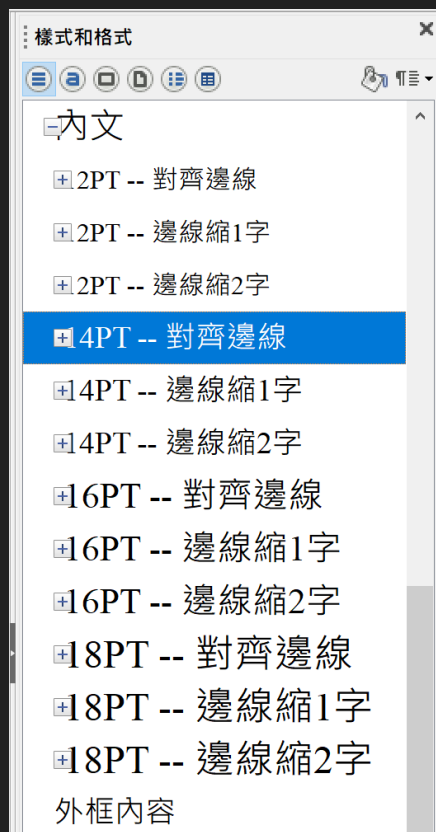 樣式和格式
內文
2PT -- 對齊邊線
2PT -- 邊線縮1字
2PT -- 邊線縮2字
14PT -- 對齊邊線
14PT -- 邊線縮1字
14PT -- 邊線縮2字
16PT -- 對齊邊線
16PT -- 邊線縮1字
16PT -- 邊線縮2字
18PT -- 對齊邊線
18PT -- 邊線縮1字
18PT -- 邊線縮2字
外框內容